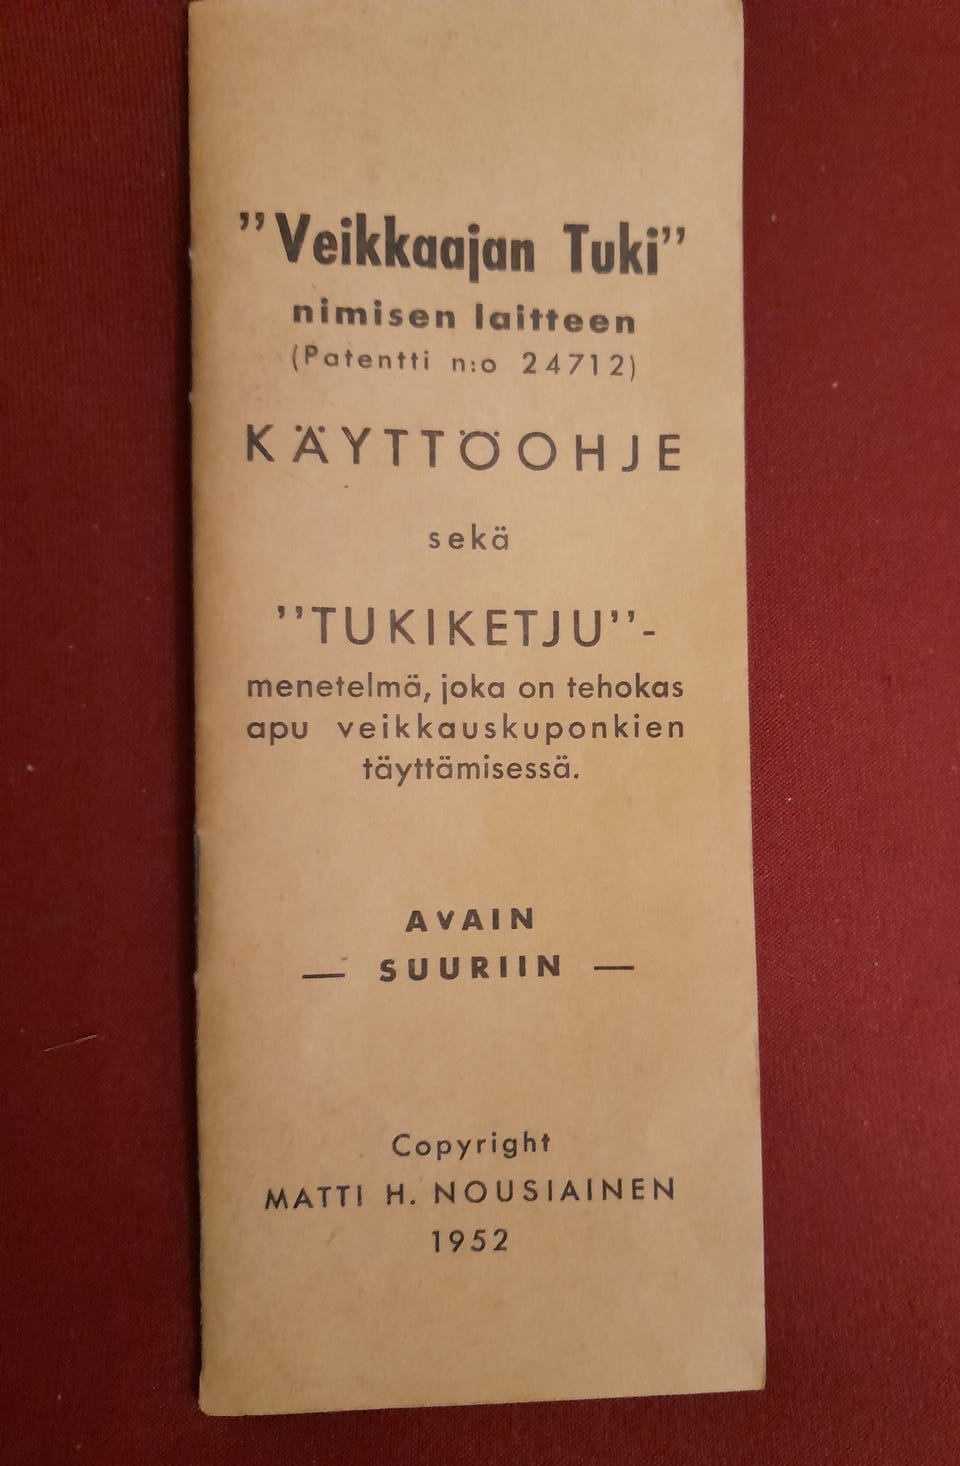 ”Veikkaajan Tuki”
nimisen laitteen
(Patentti n:o 24712)
KÄYTTÖOHJE
sekä
”TUKIKETJU”-
menetelmä, joka on tehokas
apu veikkauskuponkien
täyttämisessä.
AVAIN
— SUURIIN —
Copyright
MATTI H. NOUSIAINEN
1952